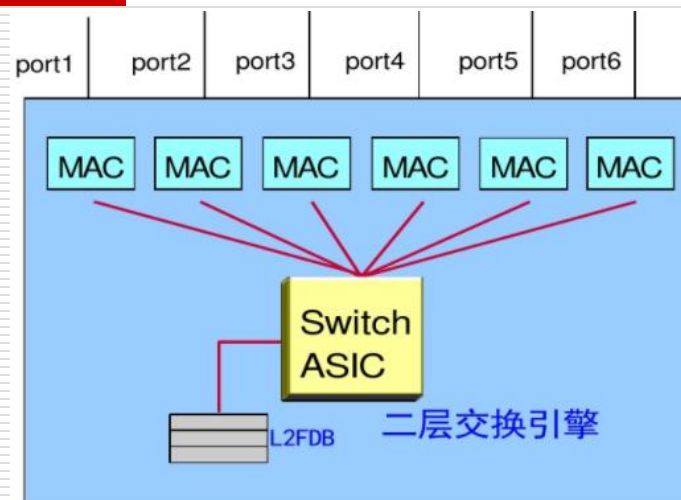 port1 port2 port3 port4 port5 port6
MAC MAC MAC MAC MAC MAC
Switch
ASIC
L2FDB
二层交换引擎